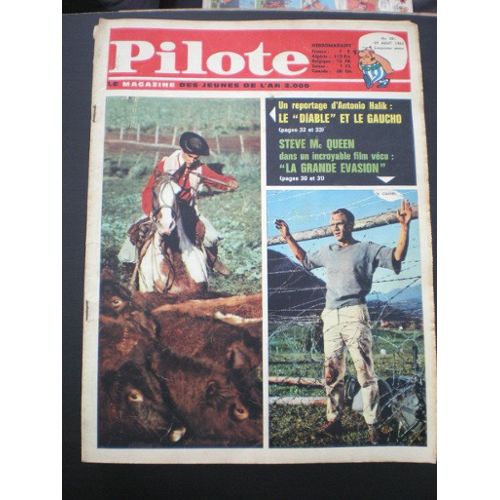 Pilote
HEBDOMADAIRE
LE MAGAZINE DES JEUNES DE L'AN 2.000
Un reportage d'Antonio Halik :
LE "DIABLE" ET LE GAUCHO
(pages 32 et 33)
STEVE Mc QUEEN
dans un incroyable film vécu :
"LA GRANDE EVASION"
(pages 30 et 31)